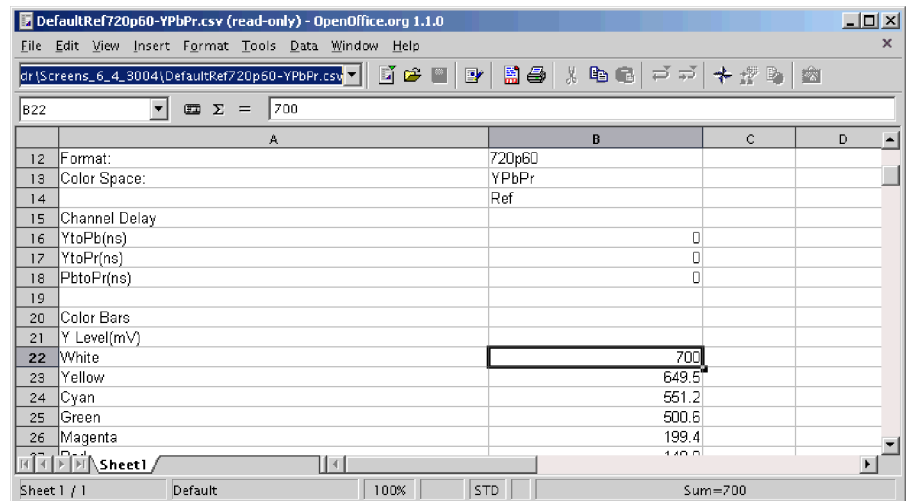 DefaultRef720p60-YPbPr.csv (read-only) - OpenOffice.org 1.1.0
File Edit View Insert Format Tools Data Window Help
dr\Screens_6_4_3004\DefaultRef720p60-YPbPr.csv
B22 Σ = 700
A B C D
12 Format: 720p60
13 Color Space: YPbPr
14 Ref
15 Channel Delay
16 YtoPb(ns) 0
17 YtoPr(ns) 0
18 PbtoPr(ns) 0
19
20 Color Bars
21 Y Level(mV)
22 White 700
23 Yellow 649.5
24 Cyan 551.2
25 Green 500.6
26 Magenta 199.4
Sheet1
Sheet 1 / 1 Default 100% STD Sum=700